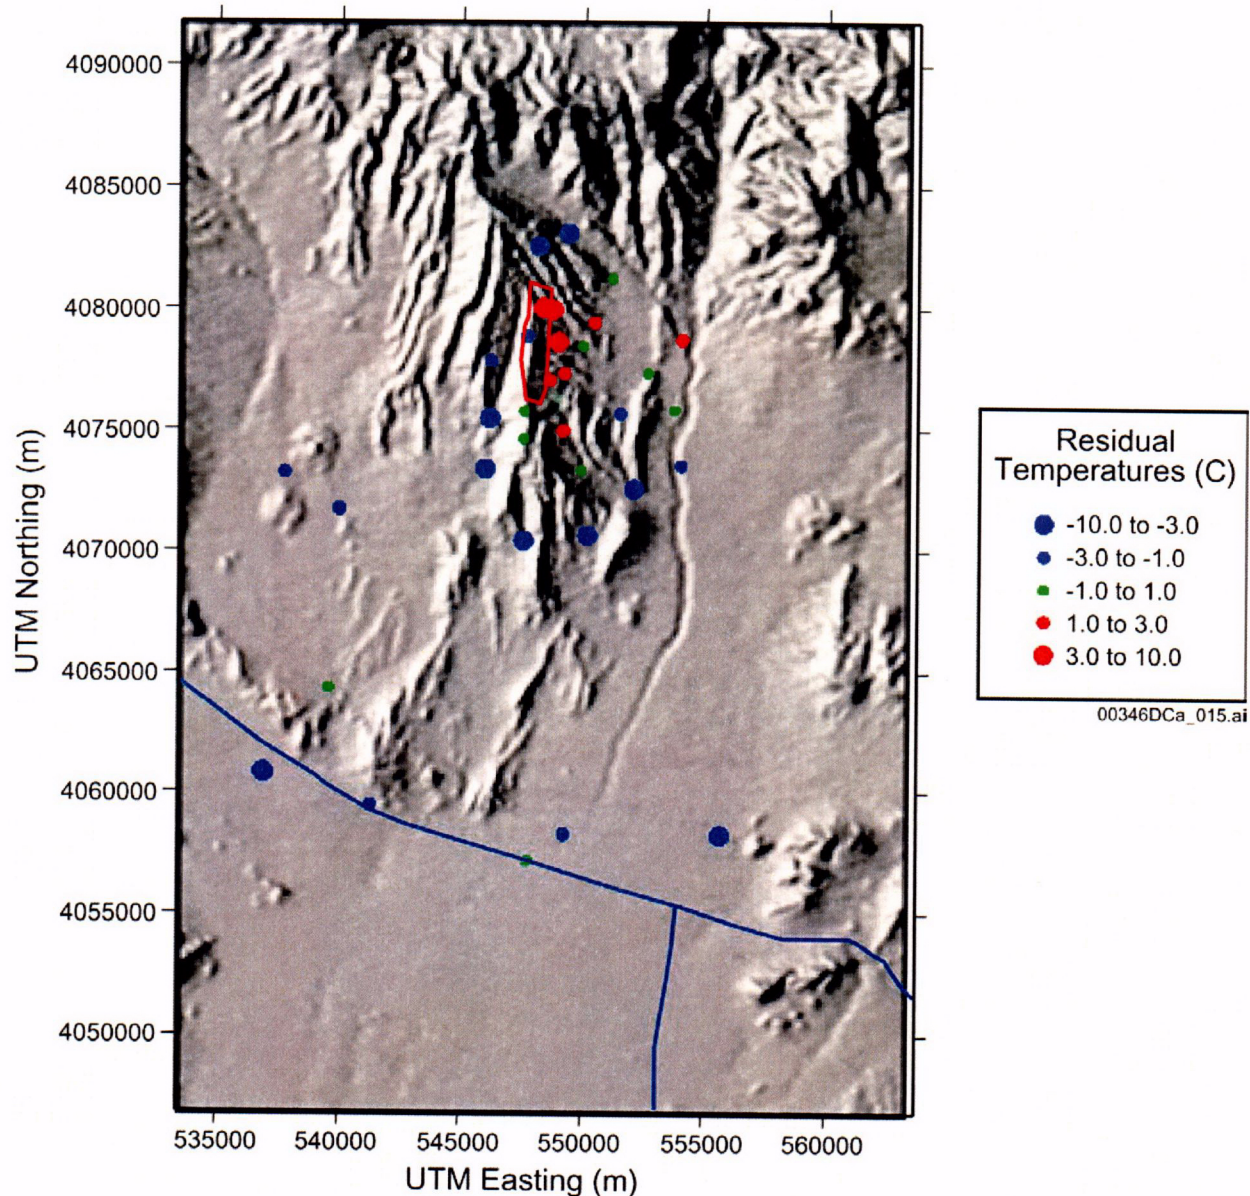 4090000
4085000
4080000
4075000
4070000
4065000
4060000
4055000
4050000
UTM Northing (m)
535000
540000
545000
550000
555000
560000
UTM Easting (m)
Residual
Temperatures (C)
-10.0 to -3.0
-3.0 to -1.0
-1.0 to 1.0
1.0 to 3.0
3.0 to 10.0
00346DCa_015.ai